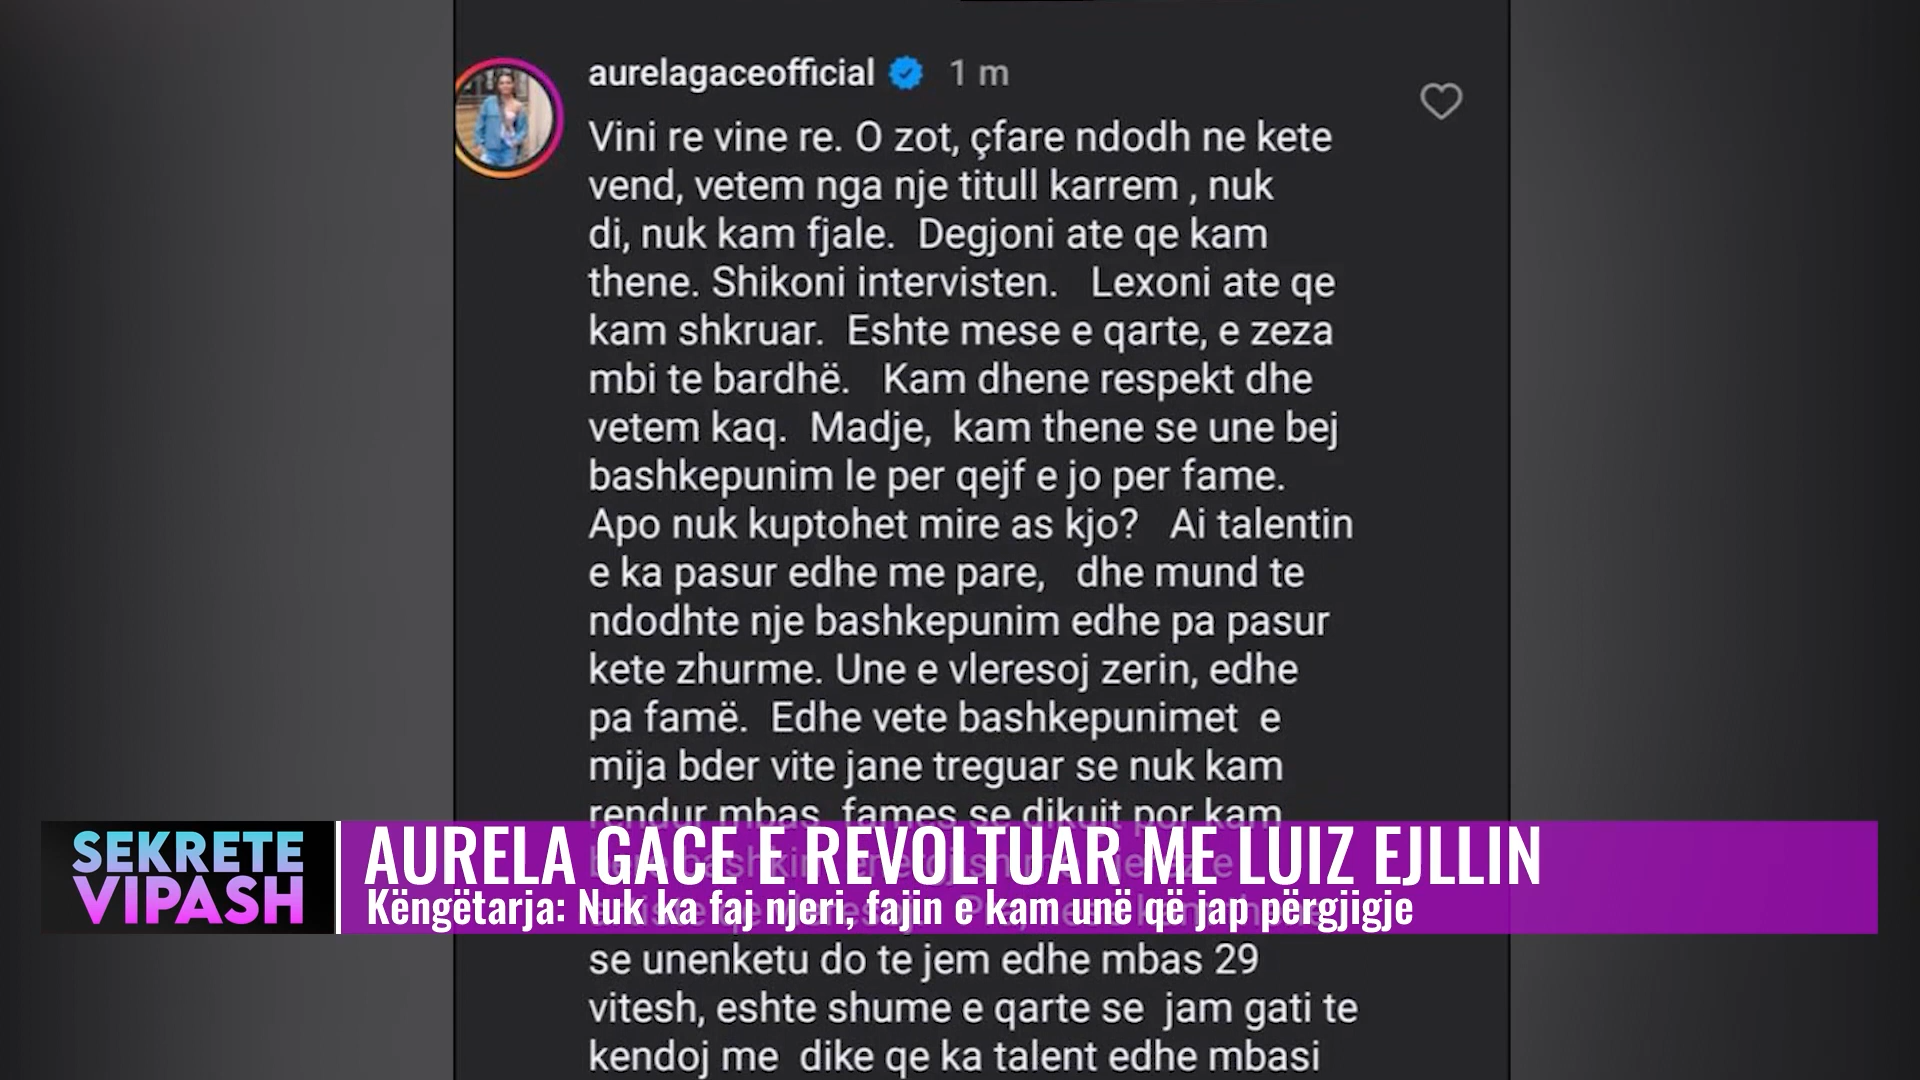 aurelagaceofficial 1 m
Vini re vine re. O zot, çfare ndodh ne kete
vend, vetem nga nje titull karrem , nuk
di, nuk kam fjale. Degjoni ate qe kam
thene. Shikoni intervisten. Lexoni ate qe
kam shkruar. Eshte mese e qarte, e zeza
mbi te bardhë. Kam dhene respekt dhe
vetem kaq. Madje, kam thene se une bej
bashkepunim le per qejf e jo per fame.
Apo nuk kuptohet mire as kjo? Ai talentin
e ka pasur edhe me pare, dhe mund te
ndodhte nje bashkepunim edhe pa pasur
kete zhurme. Une e vleresoj zerin, edhe
pa famë. Edhe vete bashkepunimet e
mija bder vite jane treguar se nuk kam
rendur mbas fames se dikujt por kam
SEKRETE
VIPASH
AURELA GACE E REVOLTUAR ME LUIZ EJLLIN
Këngëtarja: Nuk ka faj njeri, fajin e kam unë që jap përgjigje
se unenketu do te jem edhe mbas 29
vitesh, eshte shume e qarte se jam gati te
kendoj me dike qe ka talent edhe mbasi